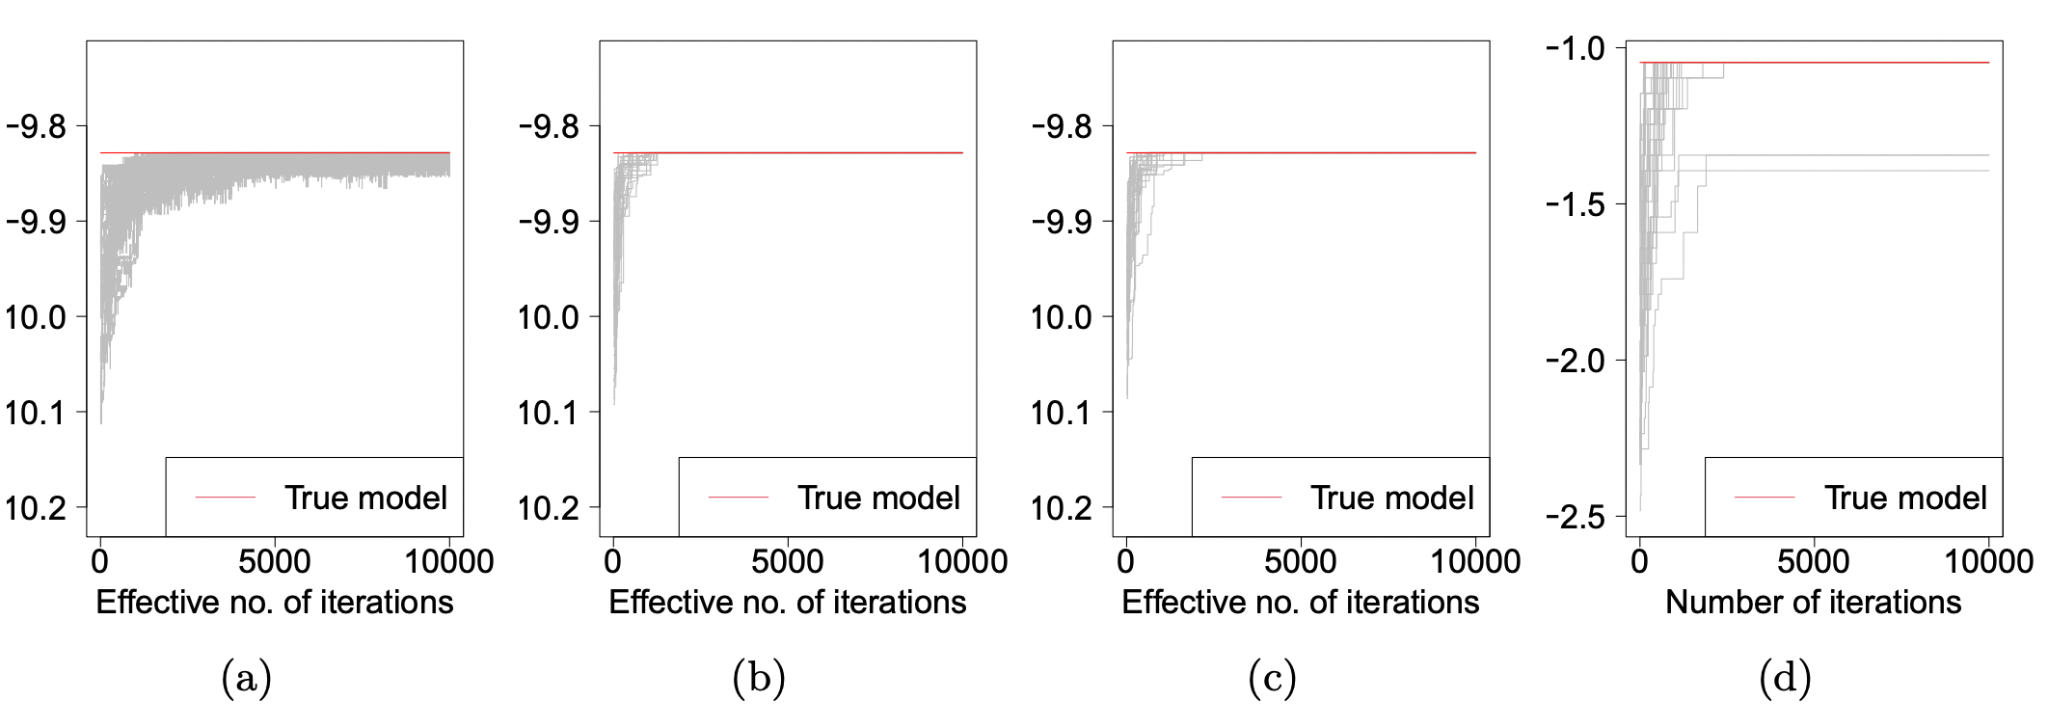 −9.8
−9.9
10.0
10.1
10.2
True model
0 5000 10000
Effective no. of iterations
(a)
−9.8
−9.9
10.0
10.1
10.2
True model
0 5000 10000
Effective no. of iterations
(b)
−9.8
−9.9
10.0
10.1
10.2
True model
0 5000 10000
Effective no. of iterations
(c)
−1.0
−1.5
−2.0
−2.5
True model
0 5000 10000
Number of iterations
(d)